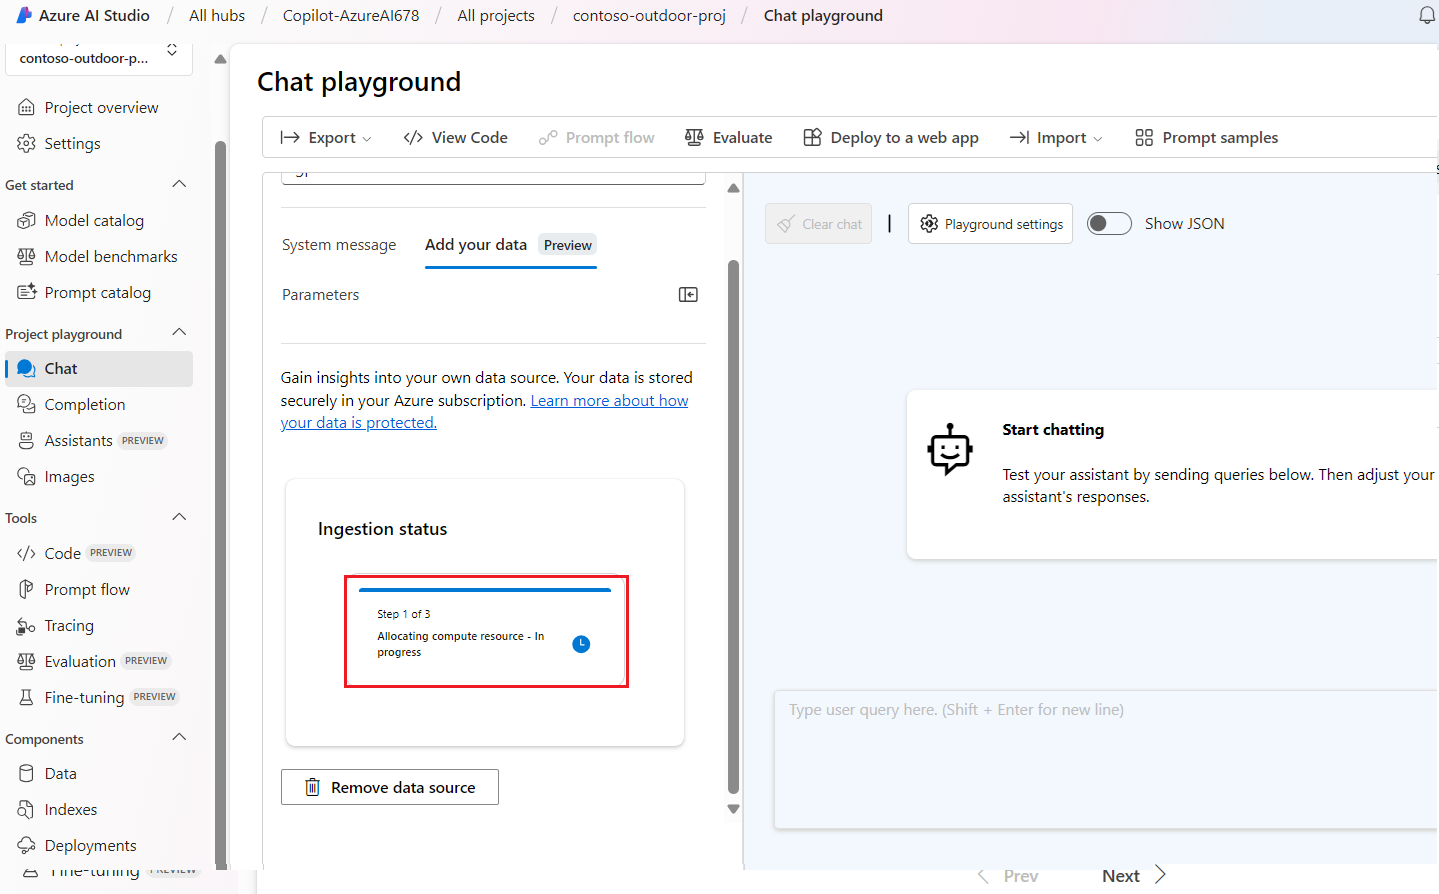 Azure AI Studio / All hubs / Copilot-AzureAI678 / All projects / contoso-outdoor-proj / Chat playground
contoso-outdoor-p...
Project overview
Settings
Get started
Model catalog
Model benchmarks
Prompt catalog
Project playground
Chat
Completion
Assistants PREVIEW
Images
Tools
Code PREVIEW
Prompt flow
Tracing
Evaluation PREVIEW
Fine-tuning PREVIEW
Components
Data
Indexes
Deployments
Fine-tuning PREVIEW
Chat playground
Export
View Code
Prompt flow
Evaluate
Deploy to a web app
Import
Prompt samples
System message
Add your data Preview
Parameters
Gain insights into your own data source. Your data is stored
securely in your Azure subscription. Learn more about how
your data is protected.
Ingestion status
Step 1 of 3
Allocating compute resource - In
progress
Remove data source
Clear chat
|
Playground settings
Show JSON
Start chatting
Test your assistant by sending queries below. Then adjust your
assistant's responses.
Type user query here. (Shift + Enter for new line)
Prev
Next